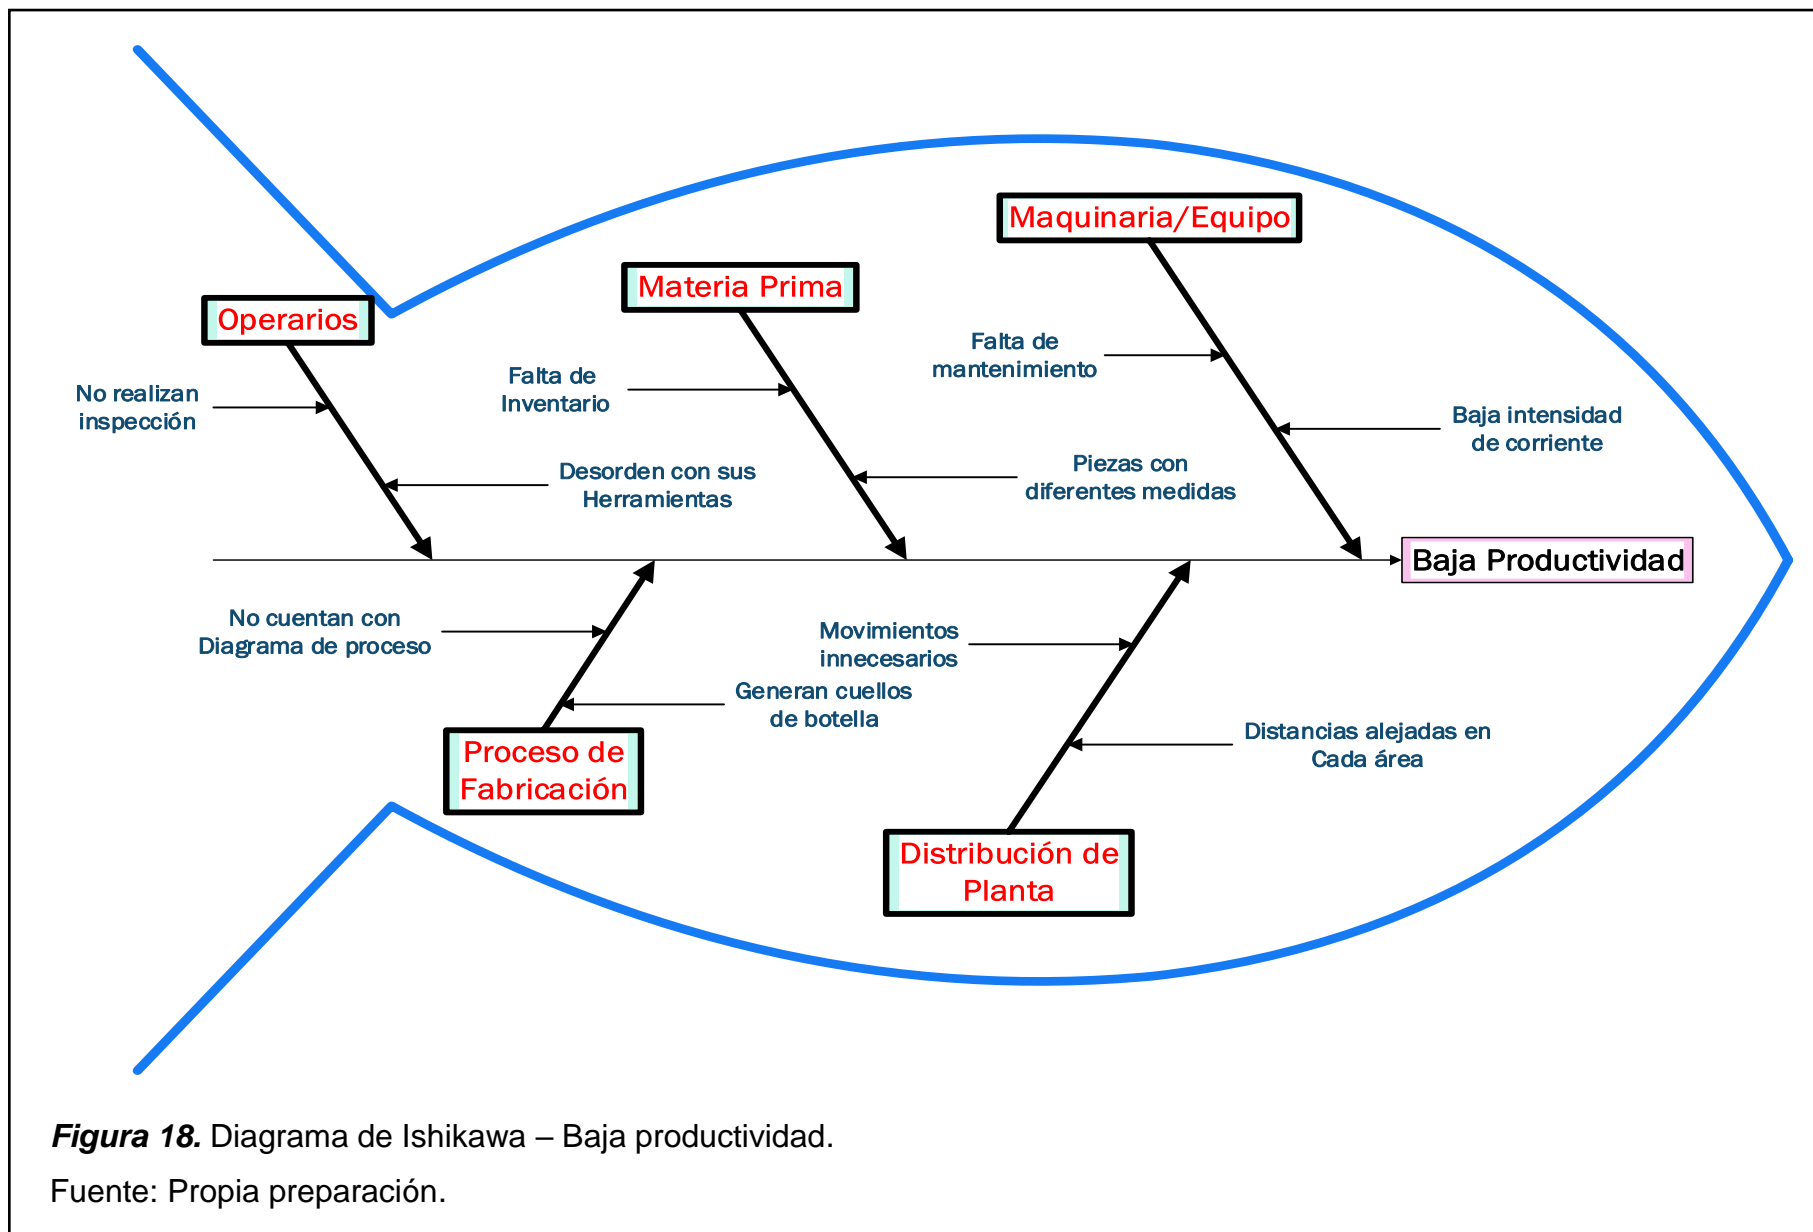 Maquinaria/Equipo
Materia Prima
Operarios
Falta de
mantenimiento
Falta de
Inventario
No realizan
inspección
Baja intensidad
de corriente
Piezas con
diferentes medidas
Desorden con sus
Herramientas
Baja Productividad
No cuentan con
Diagrama de proceso
Movimientos
innecesarios
Generan cuellos
de botella
Distancias alejadas en
Cada área
Proceso de
Fabricación
Distribución de
Planta
Figura 18. Diagrama de Ishikawa – Baja productividad.
Fuente: Propia preparación.